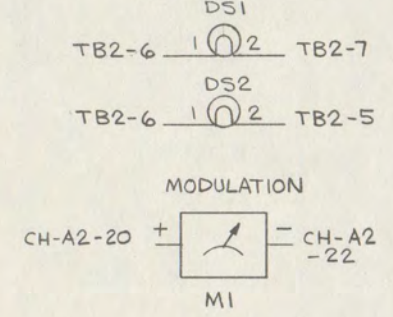 DS1
TB2-6 1 2 TB2-7
DS2
TB2-6 1 2 TB2-5
MODULATION
CH-A2-20 + - CH-A2
-22
M1